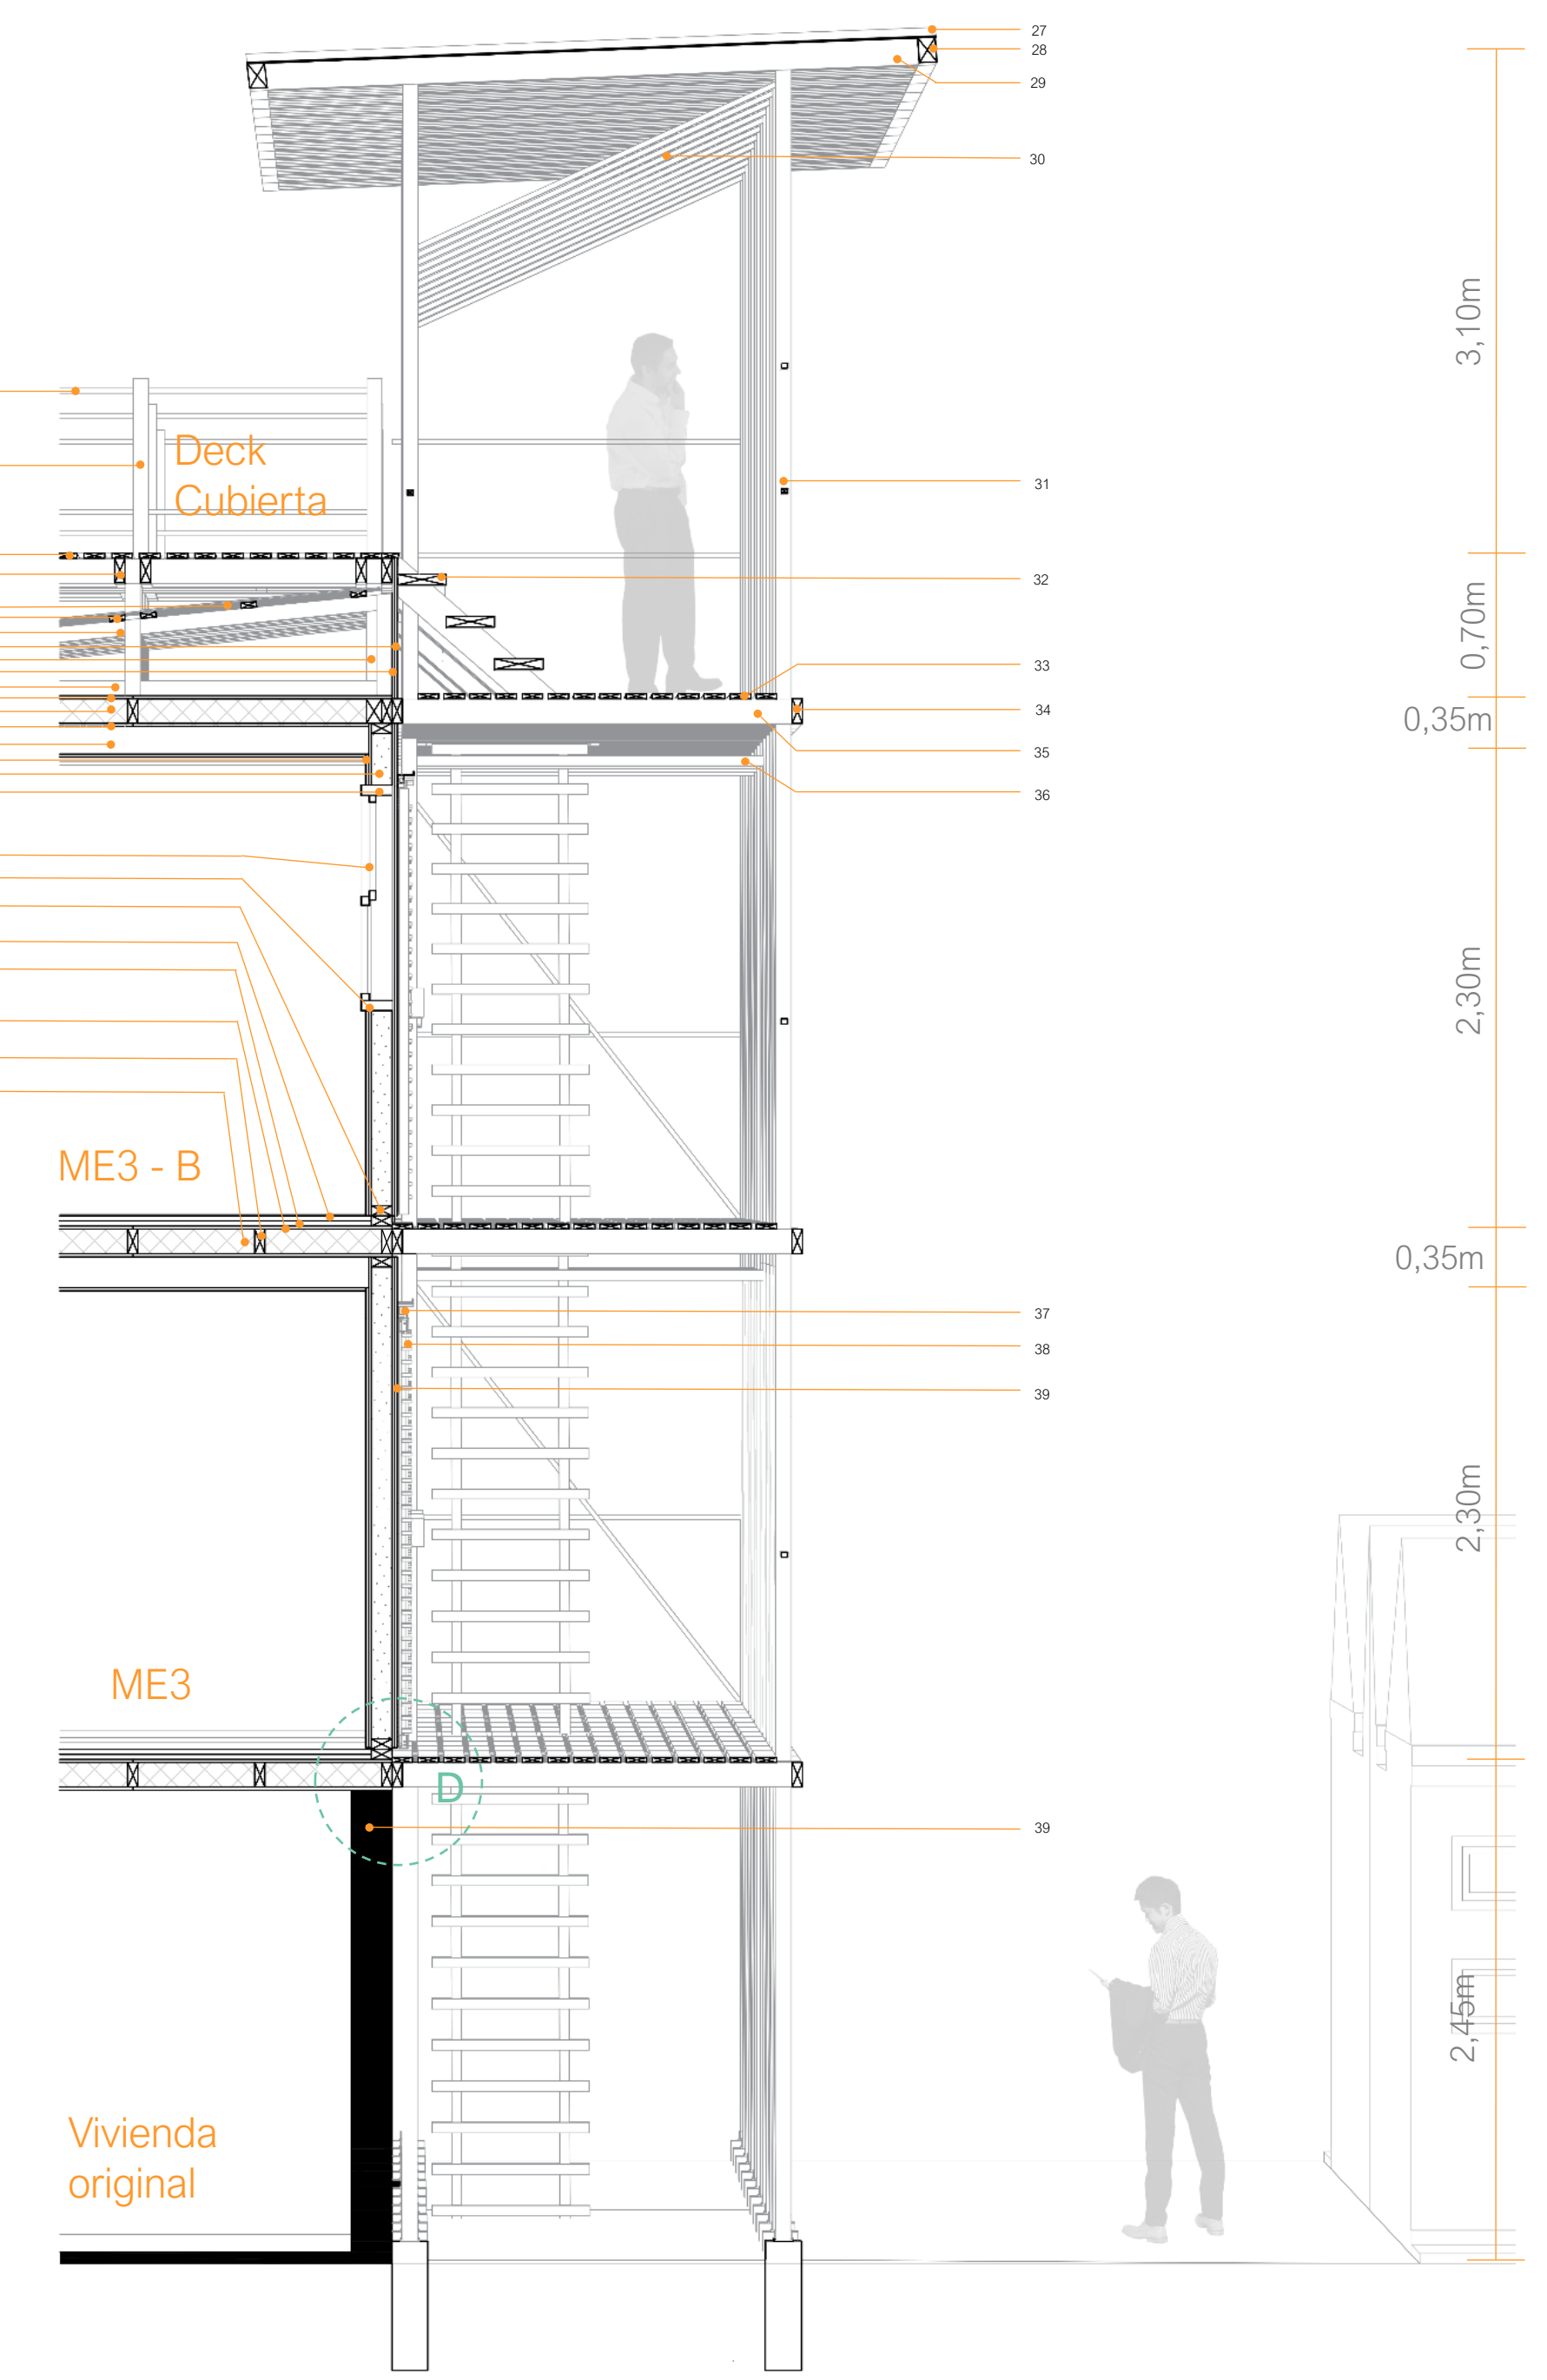 27
28
29
30
3,10m
Deck
Cubierta
31
32
0,70m
33
34
0,35m
35
36
2,30m
ME3 - B
0,35m
37
38
39
2,30m
ME3
D
39
2,45m
Vivienda
original